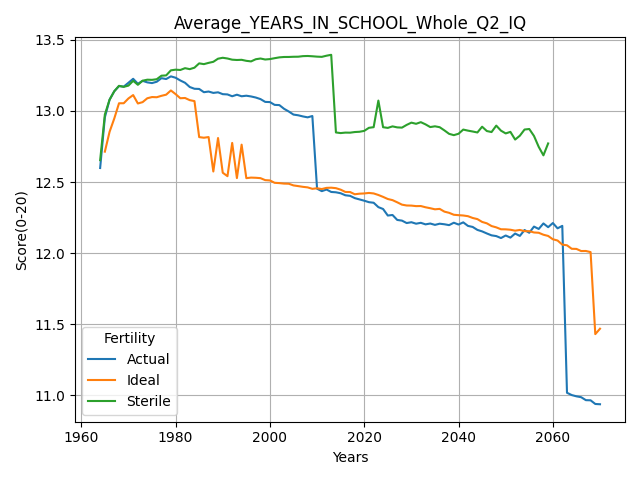 Average_YEARS_IN_SCHOOL_Whole_Q2_IQ
13.5
13.0
12.5
12.0
11.5
11.0
Score(0-20)
Fertility
Actual
Ideal
Sterile
1960
1980
2000
2020
2040
2060
Years